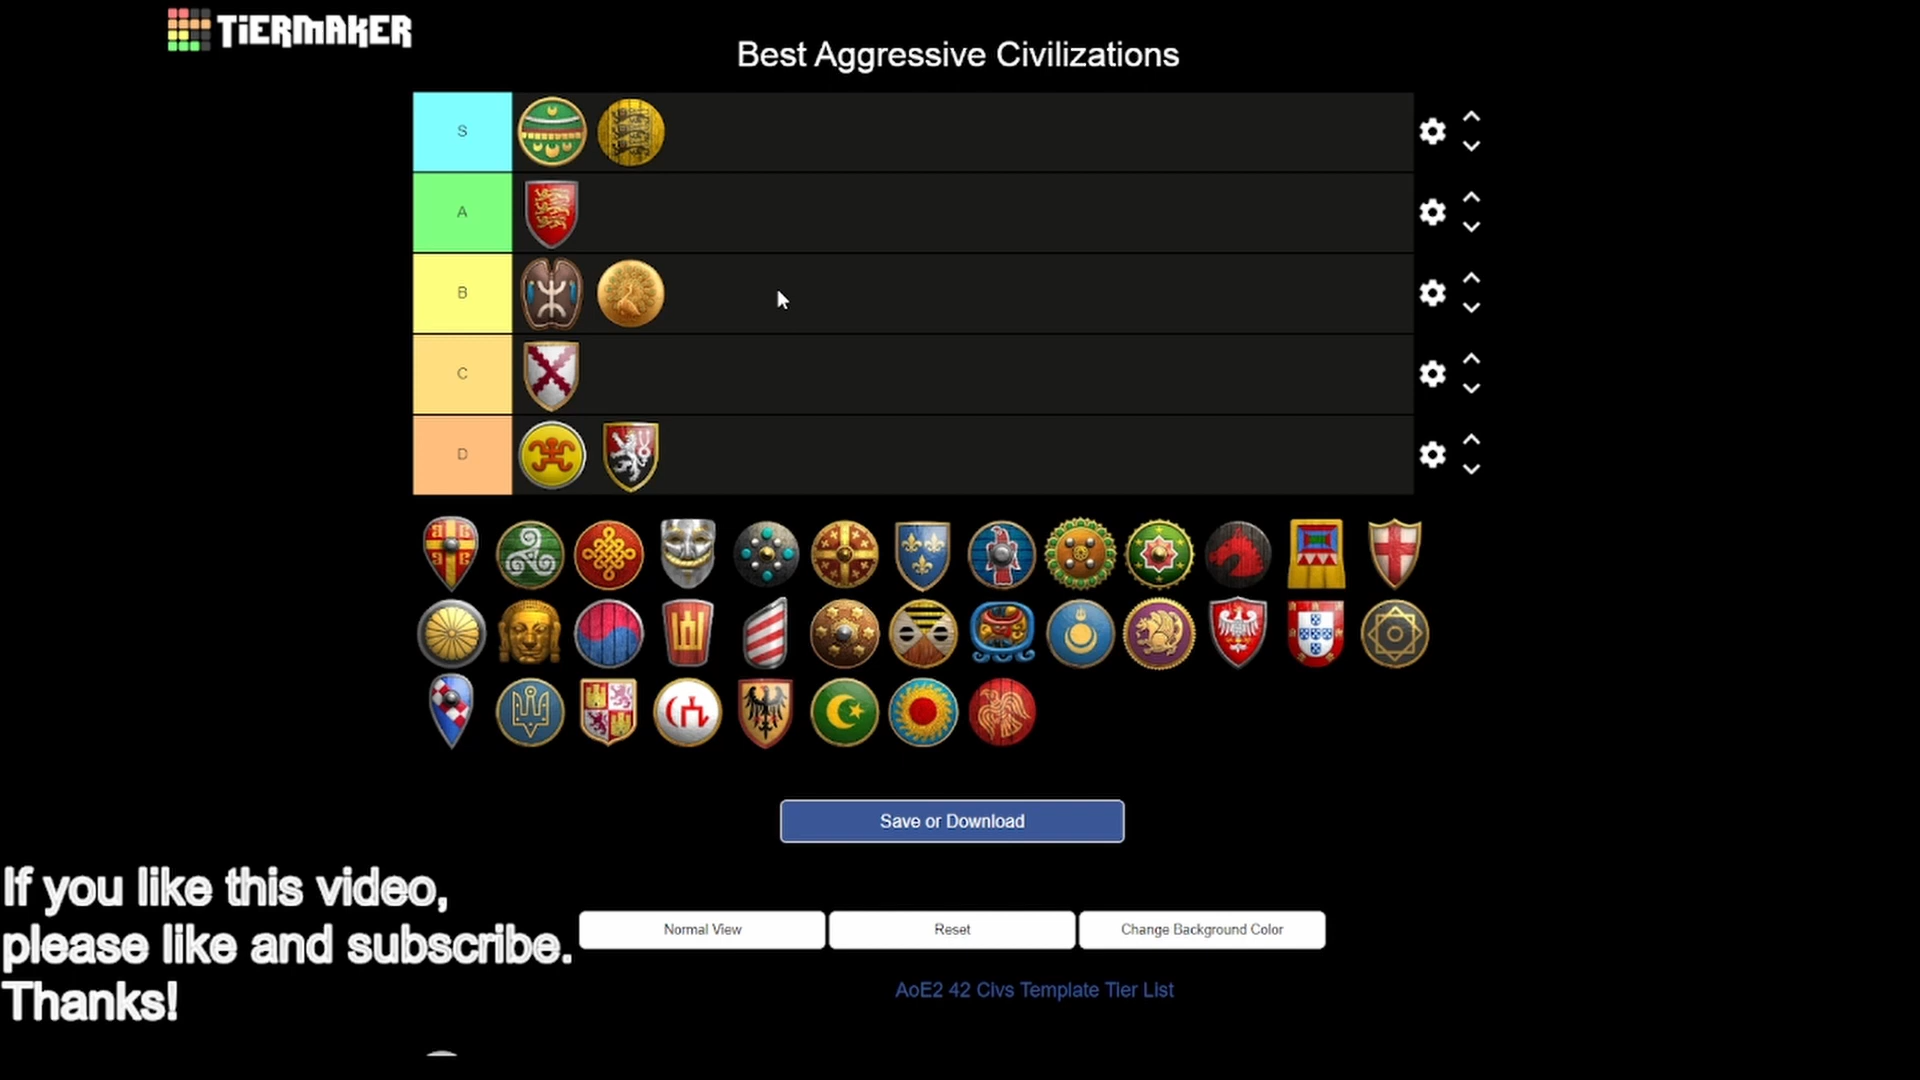 TiERMAKER
Best Aggressive Civilizations
S
A
B
C
D
Save or Download
If you like this video,
please like and subscribe.
Thanks!
Normal View
Reset
Change Background Color
AoE2 42 Civs Template Tier List